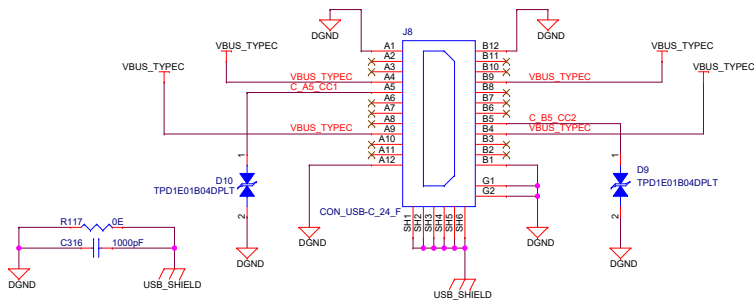 DGND
J8
DGND
VBUS_TYPEC
VBUS_TYPEC
VBUS_TYPEC
VBUS_TYPEC
A1 B12
A2 B11
A3 B10
VBUS_TYPEC A4 B9 VBUS_TYPEC
C_A5_CC1 A5 B8
A6 B7
A7 B6
A8 B5 C_B5_CC2
VBUS_TYPEC A9 B4 VBUS_TYPEC
A10 B3
A11 B2
A12 B1
G1
G2
1
D10
TPD1E01B04DPLT
2
1
D9
TPD1E01B04DPLT
2
CON_USB-C_24_F
SH1 SH2 SH3 SH4 SH5 SH6
R117 0E
C316 1000pF
DGND
USB_SHIELD
DGND
DGND
USB_SHIELD
DGND
DGND